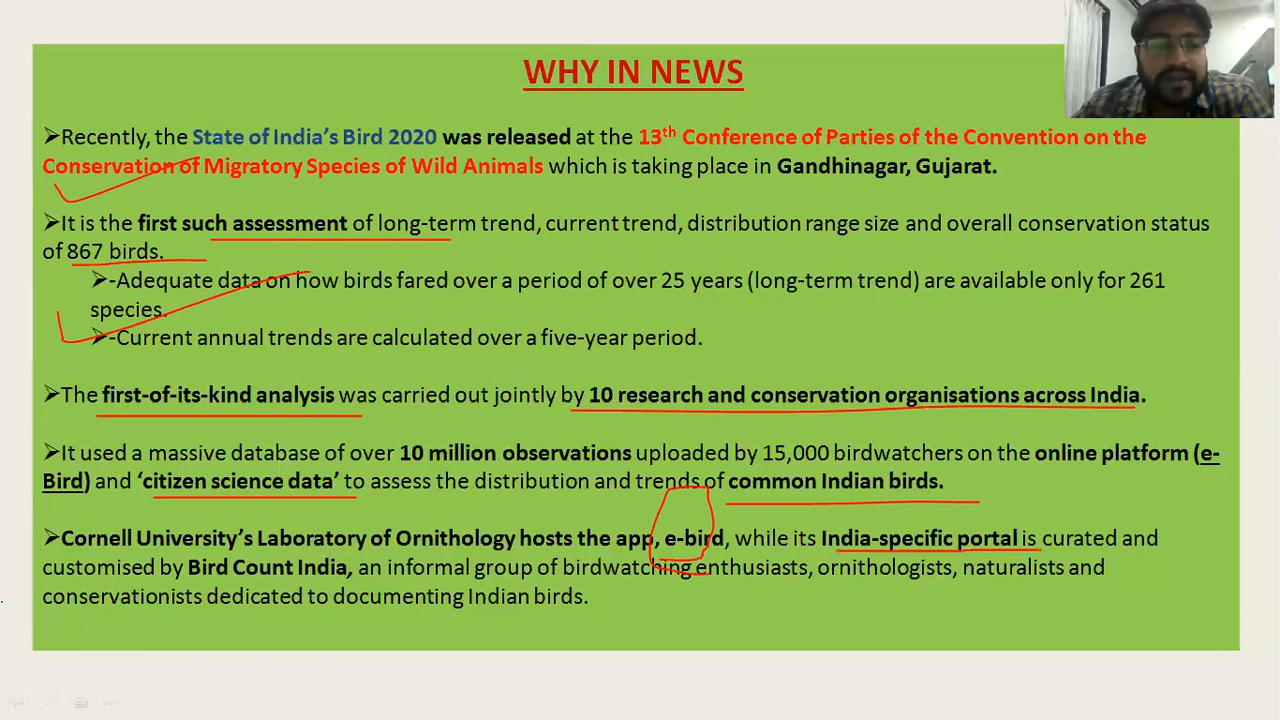 WHY IN NEWS
➢Recently, the State of India's Bird 2020 was released at the 13th Conference of Parties of the Convention on the
Conservation of Migratory Species of Wild Animals which is taking place in Gandhinagar, Gujarat.
➢It is the first such assessment of long-term trend, current trend, distribution range size and overall conservation status
of 867 birds.
➢-Adequate data on how birds fared over a period of over 25 years (long-term trend) are available only for 261
species.
➢-Current annual trends are calculated over a five-year period.
➢The first-of-its-kind analysis was carried out jointly by 10 research and conservation organisations across India.
➢It used a massive database of over 10 million observations uploaded by 15,000 birdwatchers on the online platform (e-
Bird) and ‘citizen science data’ to assess the distribution and trends of common Indian birds.
➢Cornell University’s Laboratory of Ornithology hosts the app, e-bird, while its India-specific portal is curated and
customised by Bird Count India, an informal group of birdwatching enthusiasts, ornithologists, naturalists and
conservationists dedicated to documenting Indian birds.